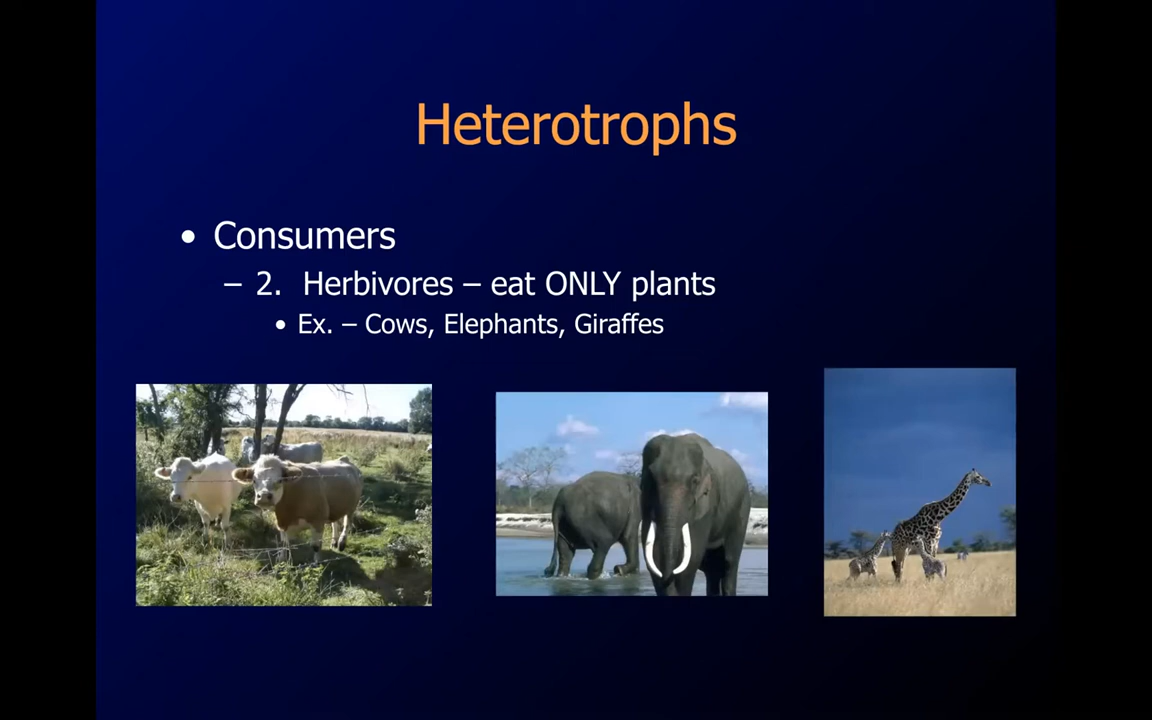 Heterotrophs
• Consumers
– 2. Herbivores – eat ONLY plants
• Ex. – Cows, Elephants, Giraffes